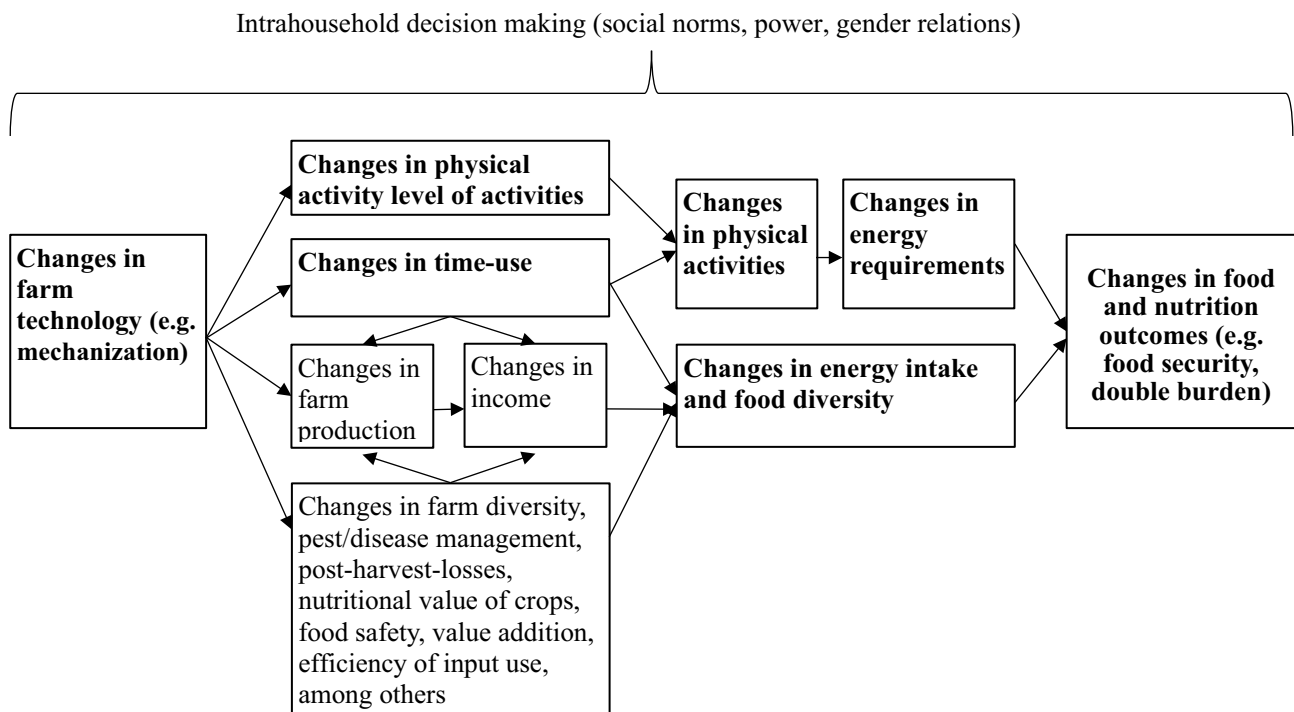 Intrahousehold decision making (social norms, power, gender relations)
Changes in physical
activity level of activities
Changes in time-use
Changes in
farm
technology (e.g.
mechanization)
Changes in
farm
production
Changes in
income
Changes in farm diversity,
pest/disease management,
post-harvest-losses,
nutritional value of crops,
food safety, value addition,
efficiency of input use,
among others
Changes
in physical
activities
Changes in
energy
requirements
Changes in energy intake
and food diversity
Changes in food
and nutrition
outcomes (e.g.
food security,
double burden)